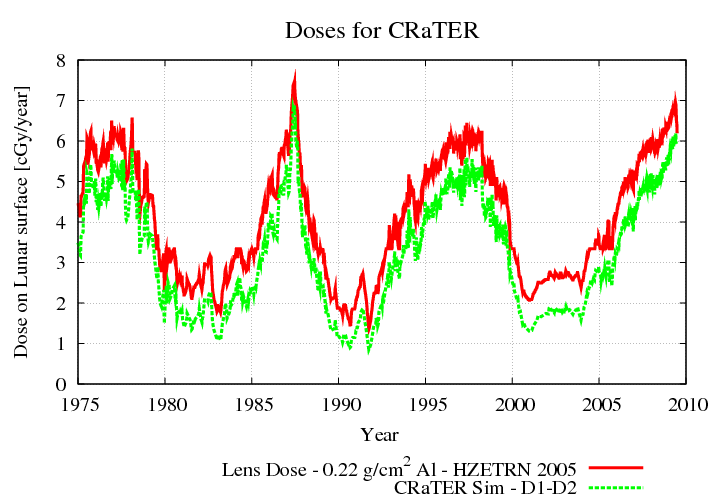 Doses for CRaTER
Dose on Lunar surface [cGy/year]
8
7
6
5
4
3
2
1
0
1975 1980 1985 1990 1995 2000 2005 2010
Year
Lens Dose - 0.22 g/cm² Al - HZETRN 2005
CRaTER Sim - D1-D2